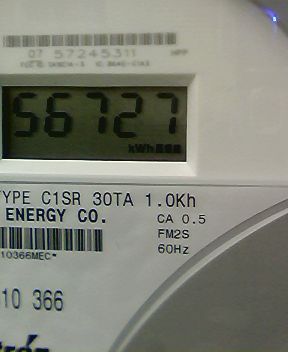 07 57245311 HPP
56727
kWh
TYPE C1SR 30TA 1.0Kh
ENERGY CO.
CA 0.5
FM2S
60Hz
10366MEC*
10 366